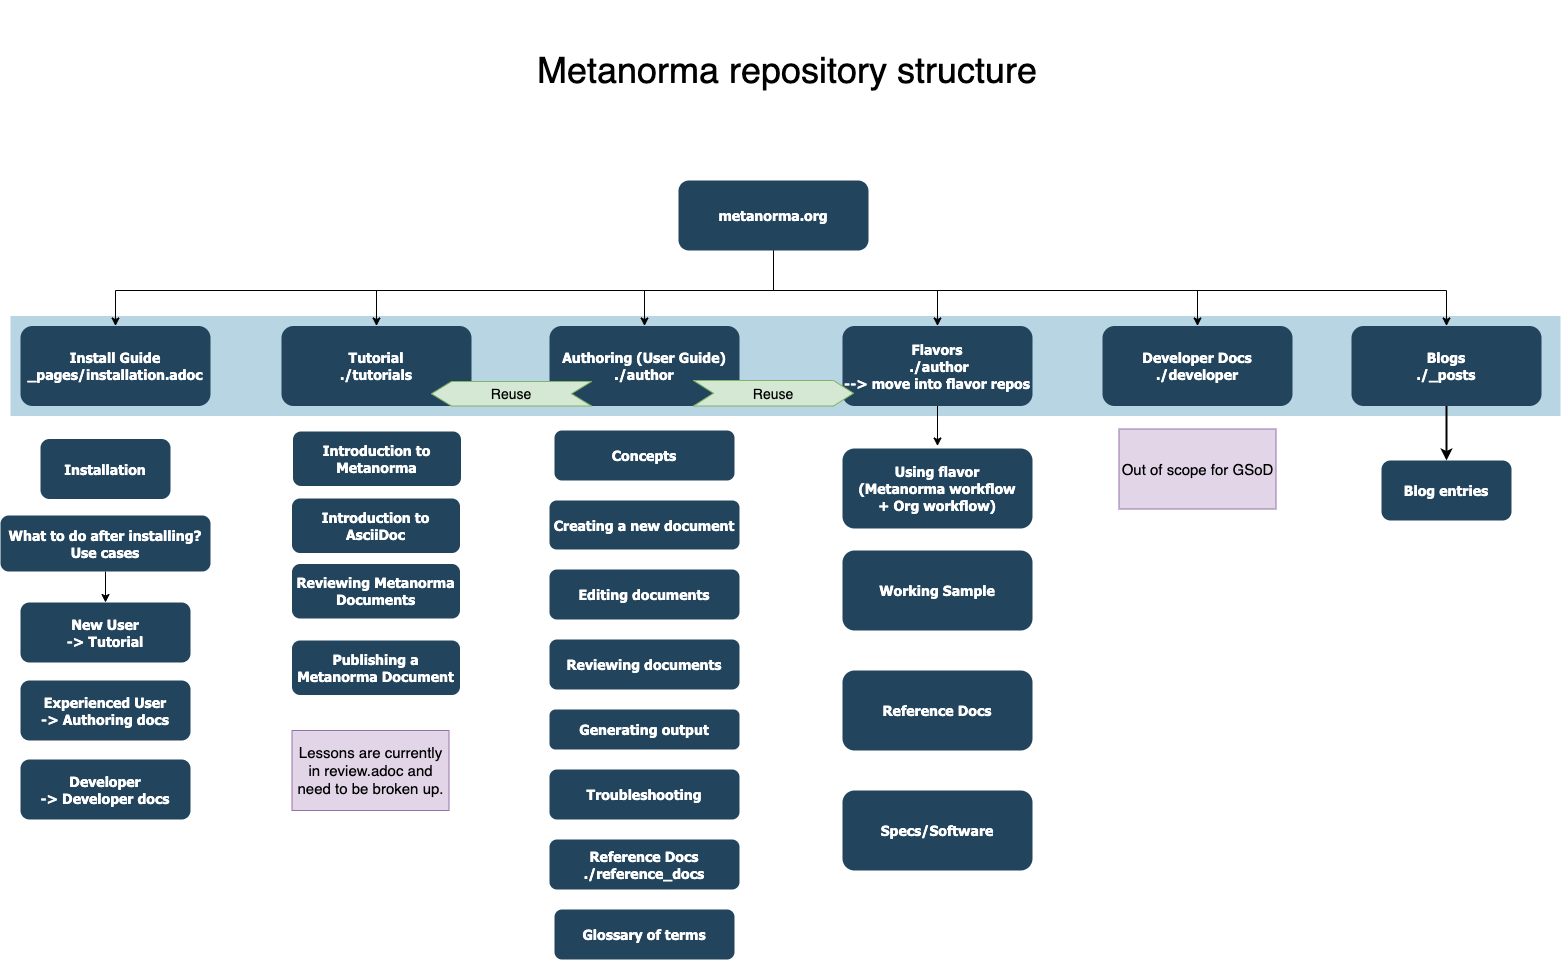 Metanorma repository structure
metanorma.org
Install Guide
_pages/installation.adoc
Tutorial
./tutorials
Authoring (User Guide)
./author
Flavors
./author
--> move into flavor repos
Developer Docs
./developer
Blogs
./_posts
Reuse
Reuse
Installation
What to do after installing?
Use cases
New User
-> Tutorial
Experienced User
-> Authoring docs
Developer
-> Developer docs
Introduction to
Metanorma
Introduction to
AsciiDoc
Reviewing Metanorma
Documents
Publishing a
Metanorma Document
Lessons are currently
in review.adoc and
need to be broken up.
Concepts
Creating a new document
Editing documents
Reviewing documents
Generating output
Troubleshooting
Reference Docs
./reference_docs
Glossary of terms
Using flavor
(Metanorma workflow
+ Org workflow)
Working Sample
Reference Docs
Specs/Software
Out of scope for GSoD
Blog entries